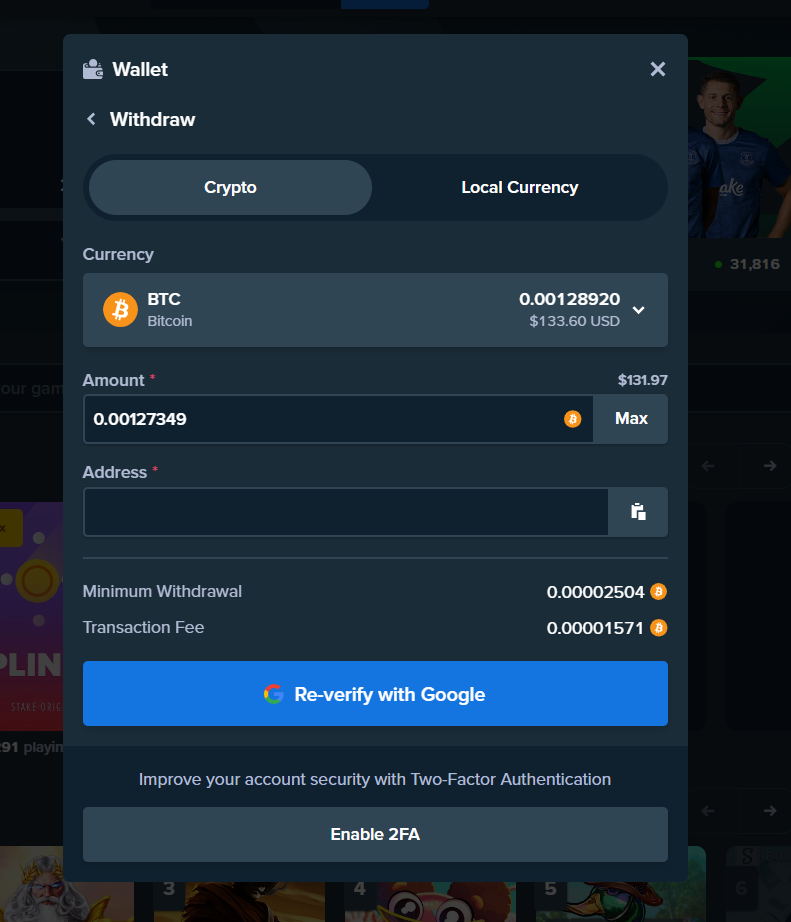 Wallet
Withdraw
Crypto
Local Currency
Currency
BTC
0.00128920
Bitcoin
$133.60 USD
Amount *
$131.97
0.00127349
Max
Address *
Minimum Withdrawal
0.00002504
Transaction Fee
0.00001571
Re-verify with Google
Improve your account security with Two-Factor Authentication
Enable 2FA
31,816
ake
our gam
x
PLIN
STAKE ORIG
91 playin
3
4
5
6